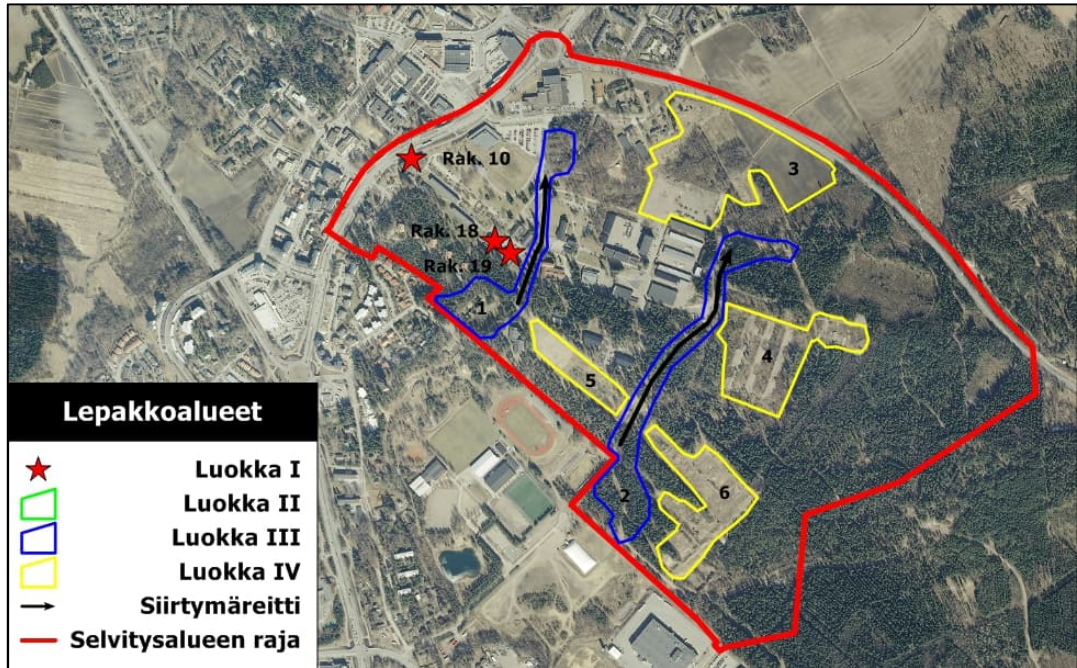 Rak. 10
3
Rak. 18
Rak. 19
1
4
5
6
2
Lepakkoalueet
Luokka I
Luokka II
Luokka III
Luokka IV
Siirtymäreitti
Selvitysalueen raja